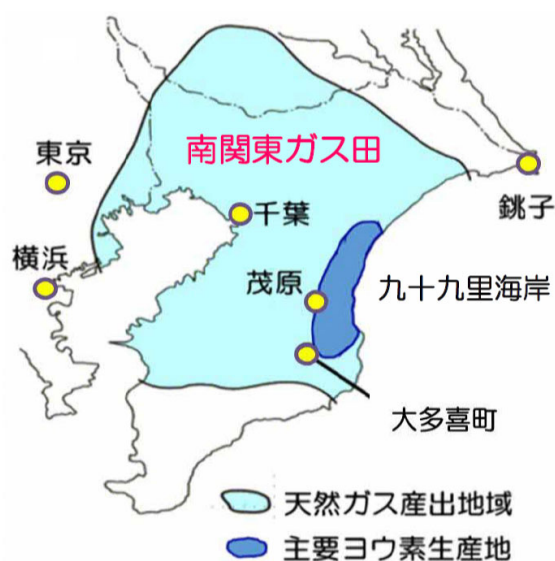 南関東ガス田
東京
銚子
千葉
横浜
茂原
九十九里海岸
大多喜町
天然ガス産出地域
主要ヨウ素生産地